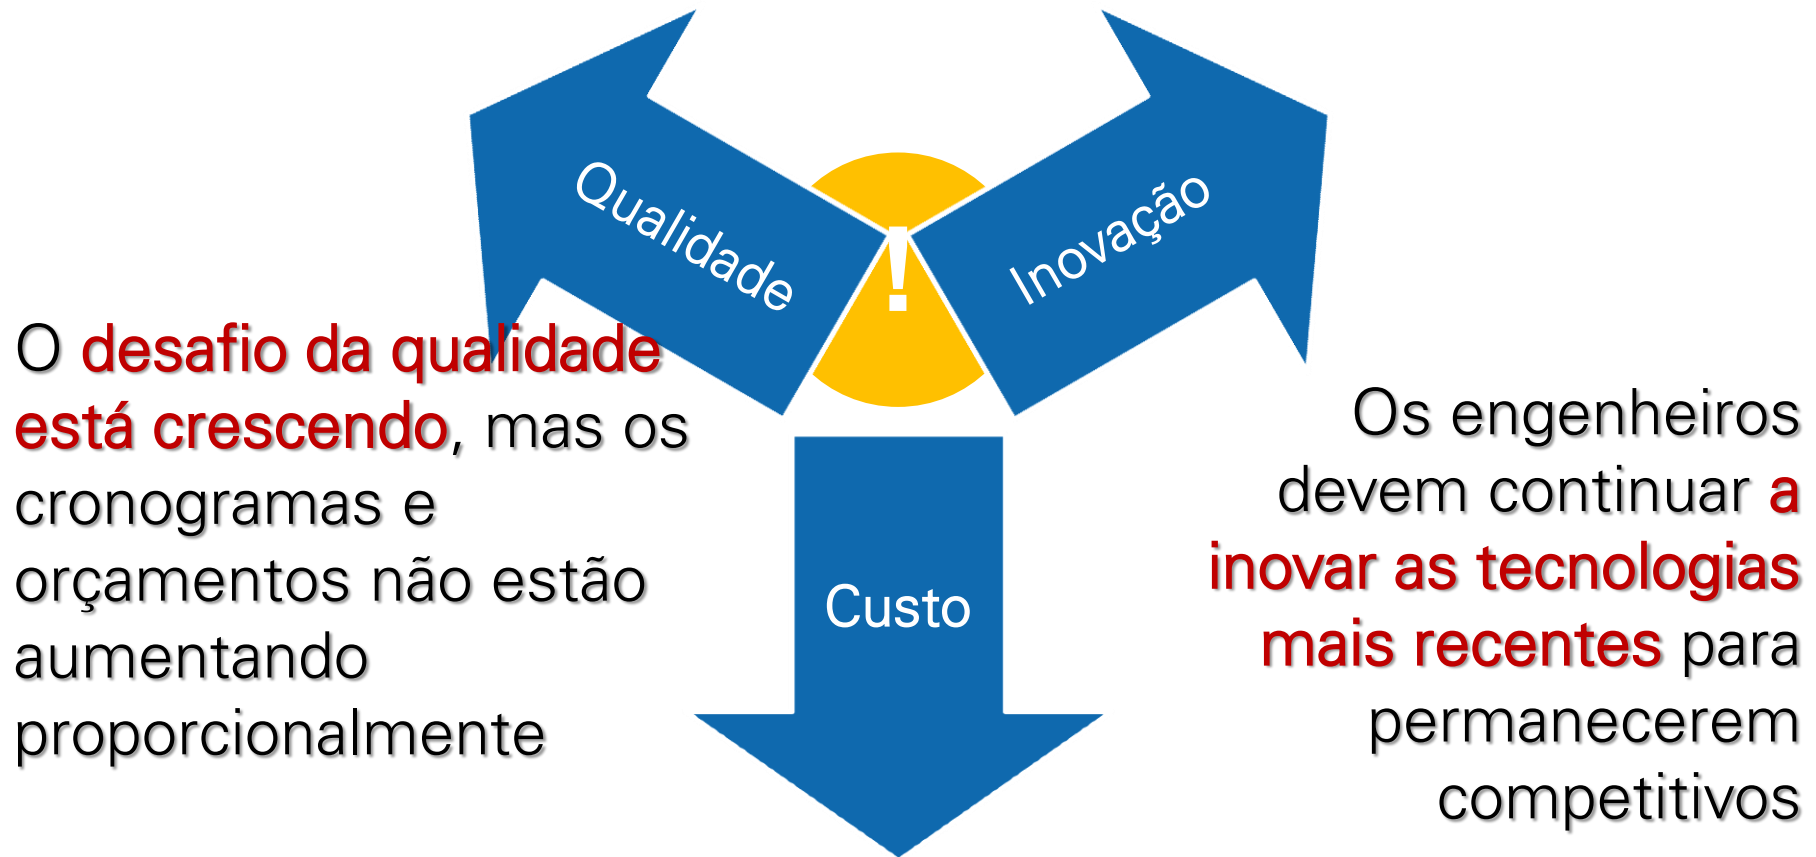 Qualidade
!
Inovação
Custo
O desafio da qualidade
está crescendo, mas os
cronogramas e
orçamentos não estão
aumentando
proporcionalmente
Os engenheiros
devem continuar a
inovar as tecnologias
mais recentes para
permanecerem
competitivos